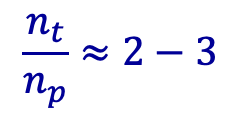 n_t / n_p ≈ 2 – 3